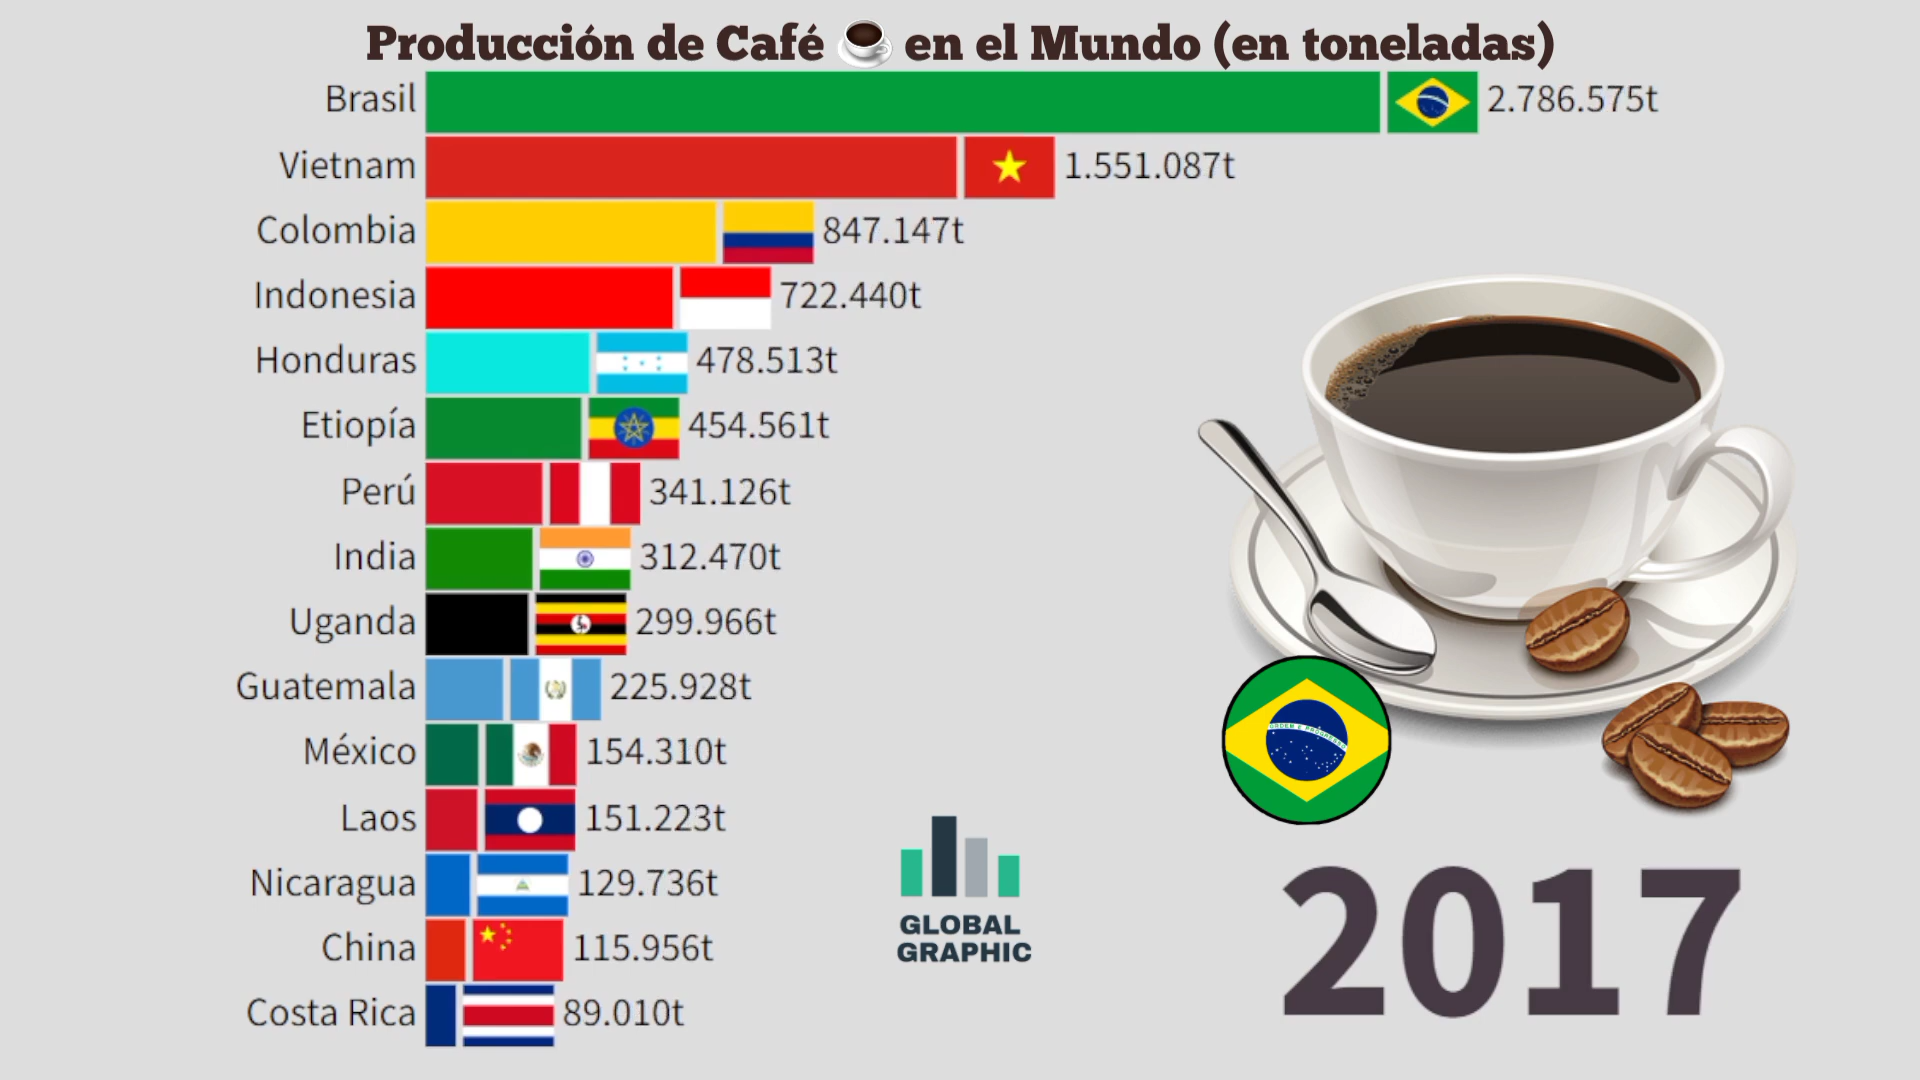 Producción de Café en el Mundo (en toneladas)
Brasil 2.786.575t
Vietnam 1.551.087t
Colombia 847.147t
Indonesia 722.440t
Honduras 478.513t
Etiopía 454.561t
Perú 341.126t
India 312.470t
Uganda 299.966t
Guatemala 225.928t
México 154.310t
Laos 151.223t
Nicaragua 129.736t
China 115.956t
Costa Rica 89.010t
GLOBAL
GRAPHIC
ORDEM E PROGRESSO
2017